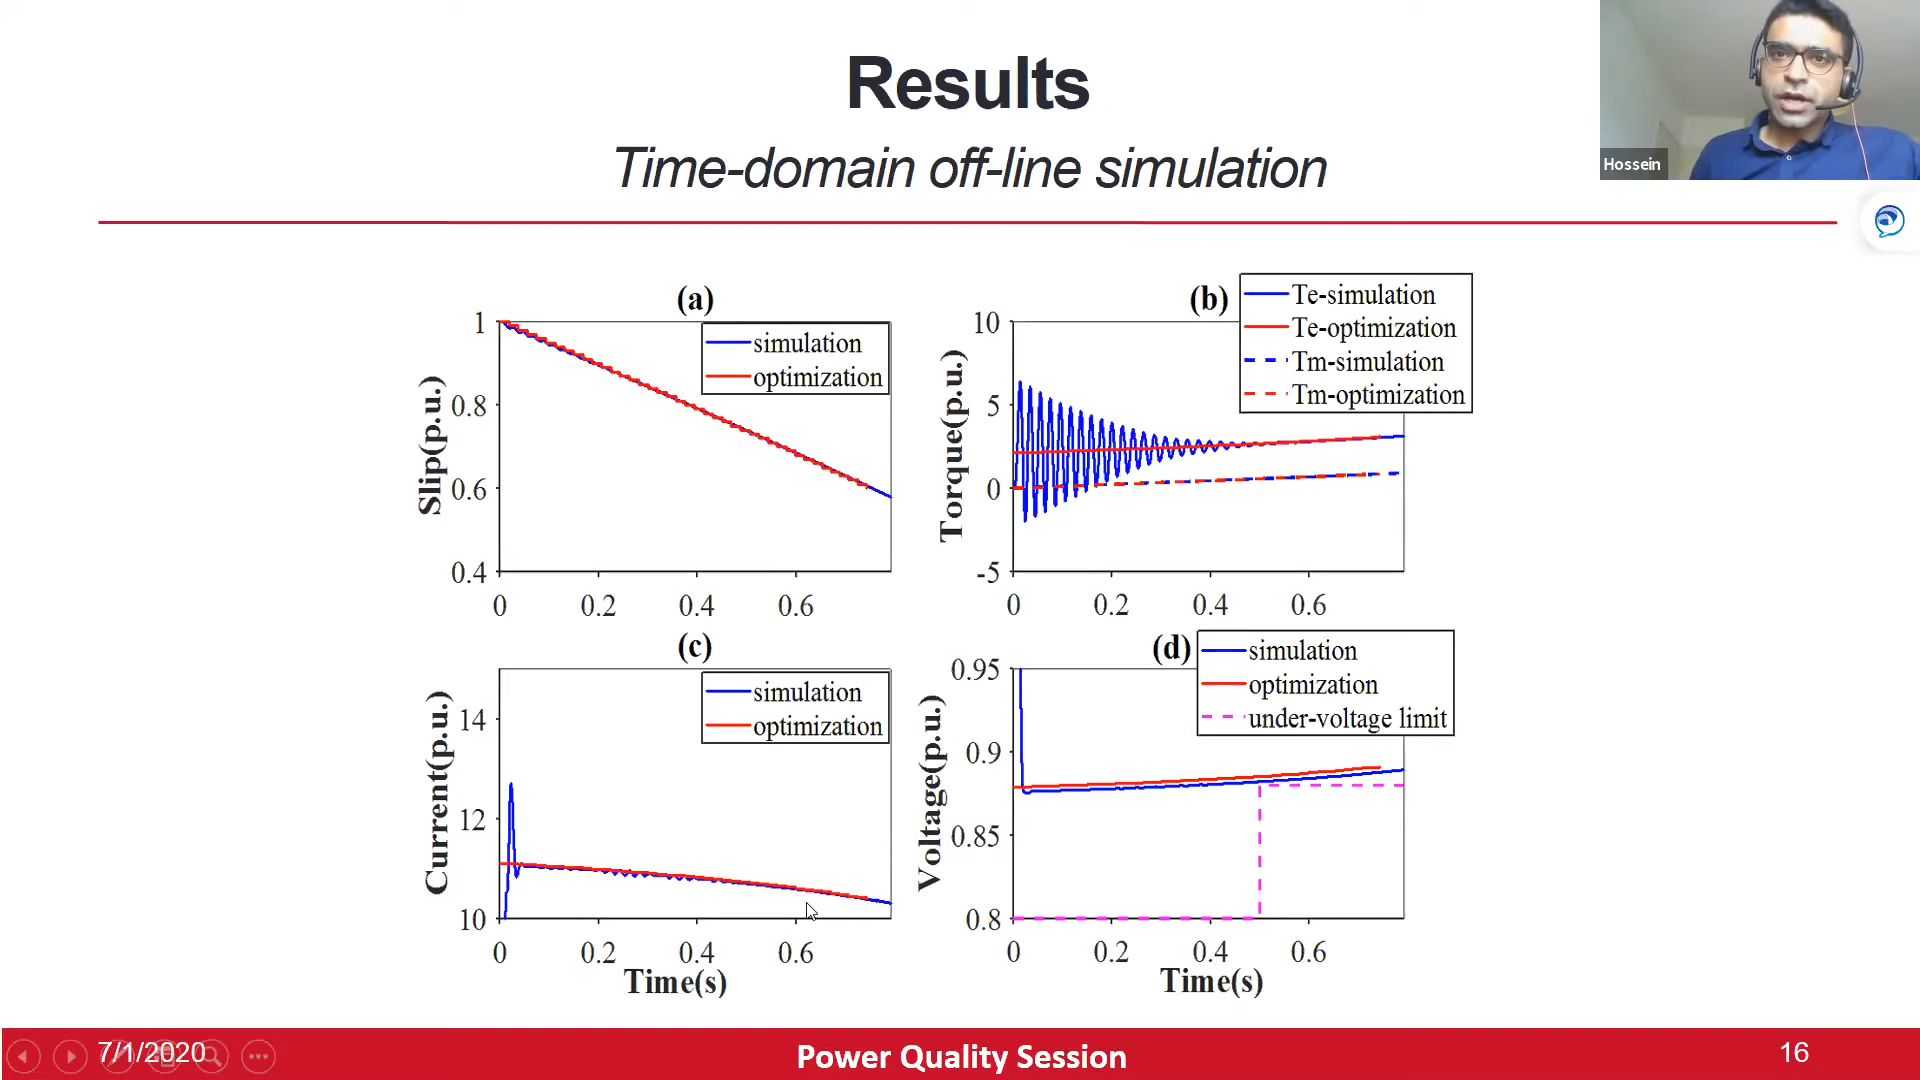 Results
Time-domain off-line simulation
Hossein
(a)
simulation
optimization
Slip(p.u.)
1
0.8
0.6
0.4
0 0.2 0.4 0.6
(b)
Te-simulation
Te-optimization
Tm-simulation
Tm-optimization
Torque(p.u.)
10
5
0
-5
0 0.2 0.4 0.6
(c)
simulation
optimization
Current(p.u.)
14
12
10
0 0.2 0.4 0.6
Time(s)
(d)
simulation
optimization
under-voltage limit
Voltage(p.u.)
0.95
0.9
0.85
0.8
0 0.2 0.4 0.6
Time(s)
7/1/2020
Power Quality Session
16